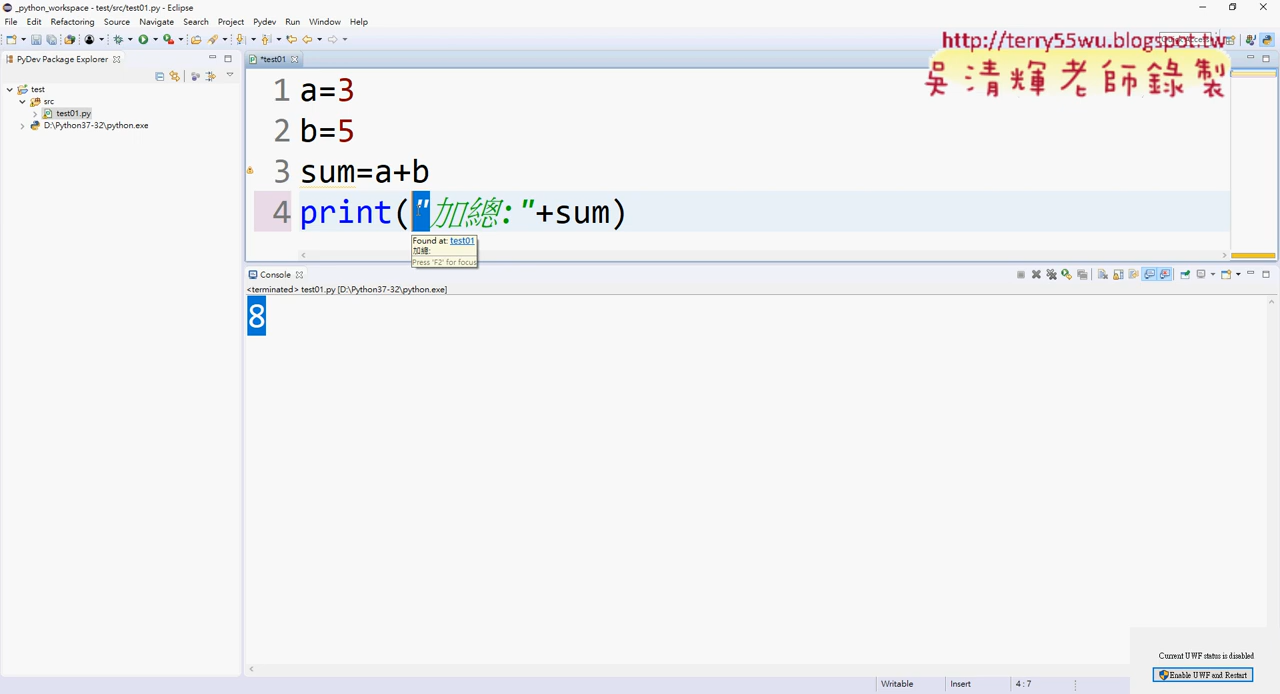 _python_workspace - test/src/test01.py - Eclipse
File Edit Refactoring Source Navigate Search Project Pydev Run Window Help
http://terry55wu.blogspot.tw
吳清輝老師錄製
PyDev Package Explorer
*test01
test
src
test01.py
D:\Python37-32\python.exe
1 a=3
2 b=5
3 sum=a+b
4 print("加總:"+sum)
Found at: test01
加總:
Press 'F2' for focus
Console
<terminated> test01.py [D:\Python37-32\python.exe]
8
Current UWF status is disabled
Enable UWF and Restart
Writable Insert 4 : 7